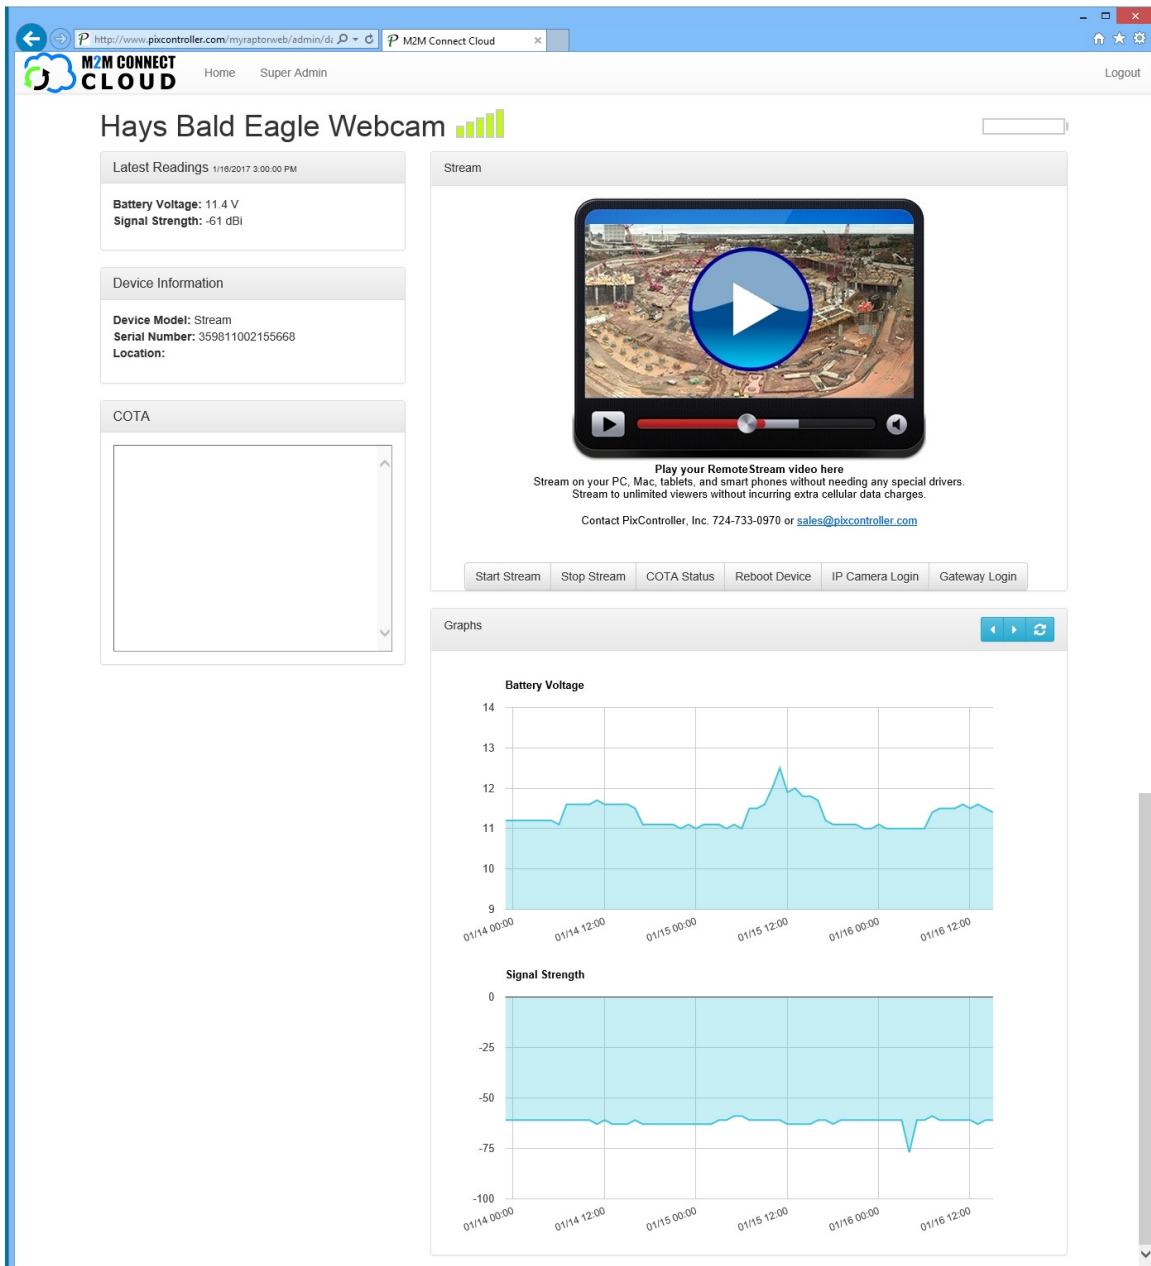 http://www.pixcontroller.com/myraptorweb/admin/da
M2M Connect Cloud
M2M CONNECT
CLOUD
Home
Super Admin
Logout
Hays Bald Eagle Webcam
Latest Readings 1/16/2017 3:00:00 PM
Battery Voltage: 11.4 V
Signal Strength: -61 dBi
Device Information
Device Model: Stream
Serial Number: 359811002155668
Location:
COTA
Stream
Play your RemoteStream video here
Stream on your PC, Mac, tablets, and smart phones without needing any special drivers.
Stream to unlimited viewers without incurring extra cellular data charges.
Contact PixController, Inc. 724-733-0970 or sales@pixcontroller.com
Start Stream
Stop Stream
COTA Status
Reboot Device
IP Camera Login
Gateway Login
Graphs
Battery Voltage
14
13
12
11
10
9
01/14 00:00
01/14 12:00
01/15 00:00
01/15 12:00
01/16 00:00
01/16 12:00
Signal Strength
0
-25
-50
-75
-100
01/14 00:00
01/14 12:00
01/15 00:00
01/15 12:00
01/16 00:00
01/16 12:00